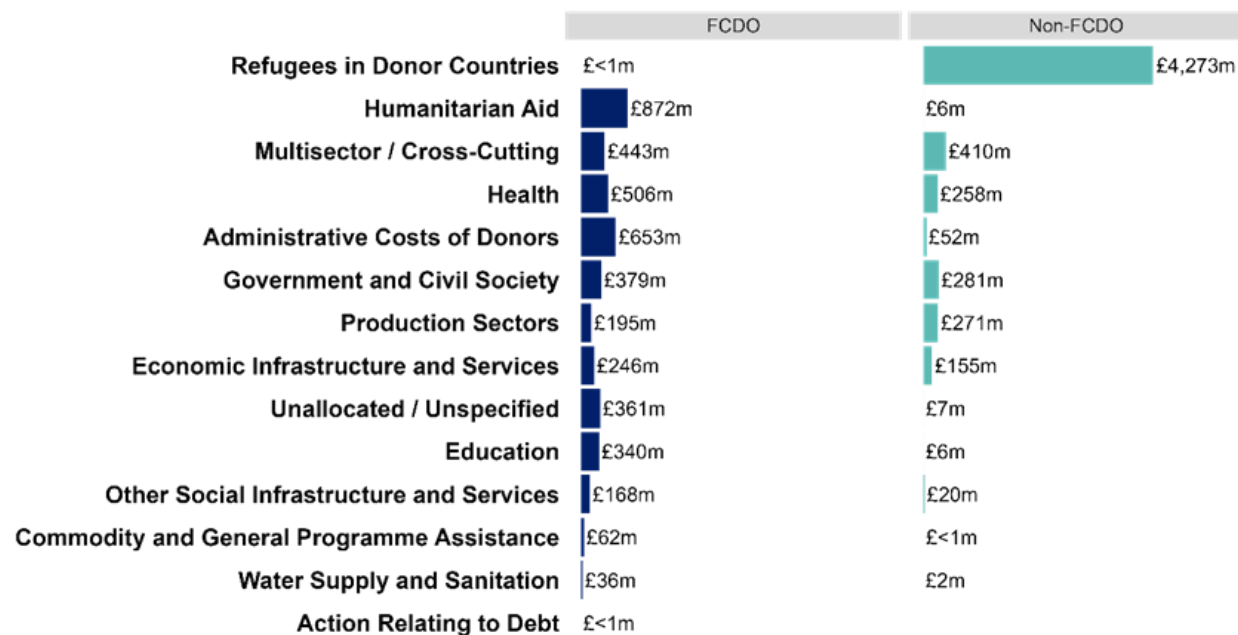 FCDO Non-FCDO
Refugees in Donor Countries £<1m £4,273m
Humanitarian Aid £872m £6m
Multisector / Cross-Cutting £443m £410m
Health £506m £258m
Administrative Costs of Donors £653m £52m
Government and Civil Society £379m £281m
Production Sectors £195m £271m
Economic Infrastructure and Services £246m £155m
Unallocated / Unspecified £361m £7m
Education £340m £6m
Other Social Infrastructure and Services £168m £20m
Commodity and General Programme Assistance £62m £<1m
Water Supply and Sanitation £36m £2m
Action Relating to Debt £<1m